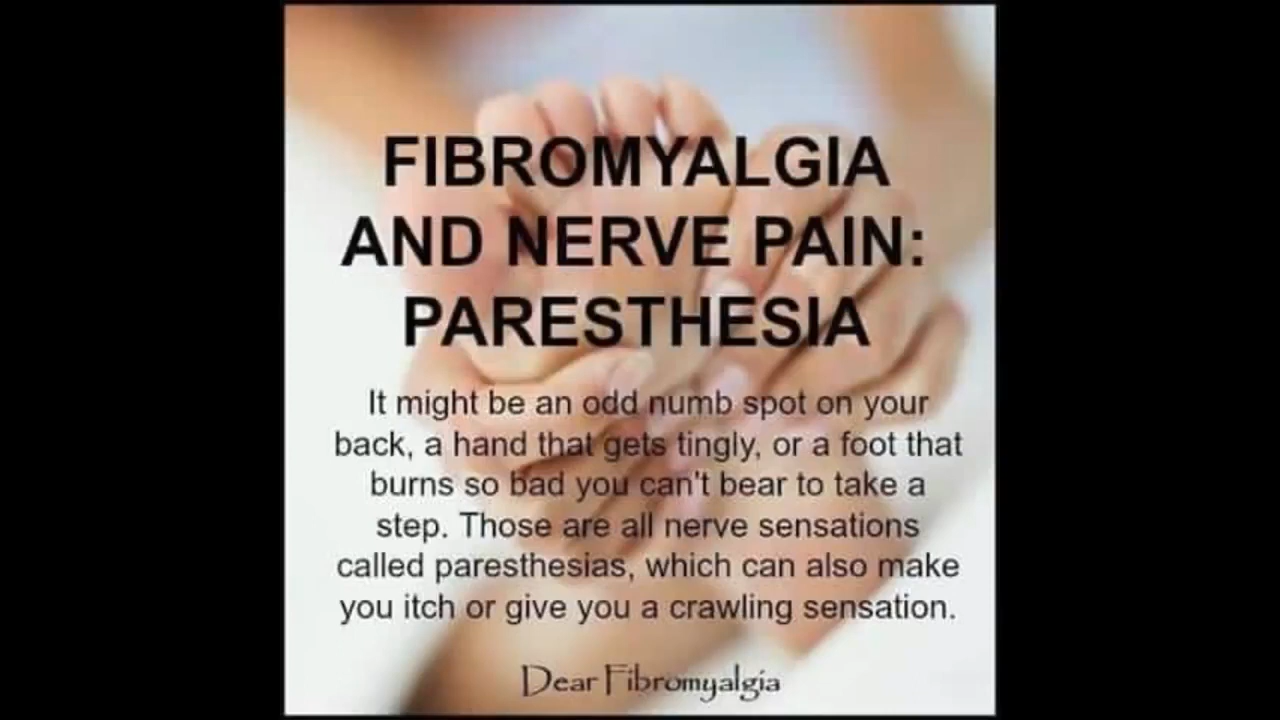 FIBROMYALGIA
AND NERVE PAIN:
PARESTHESIA
It might be an odd numb spot on your
back, a hand that gets tingly, or a foot that
burns so bad you can't bear to take a
step. Those are all nerve sensations
called paresthesias, which can also make
you itch or give you a crawling sensation.
Dear Fibromyalgia